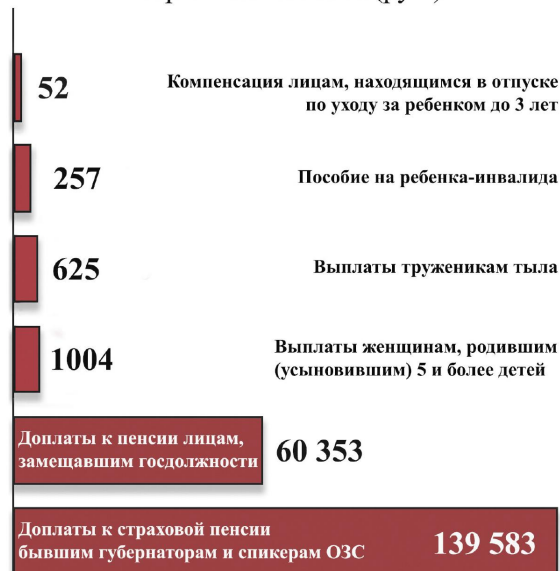 52
Компенсация лицам, находящимся в отпуске
по уходу за ребенком до 3 лет
257
Пособие на ребенка-инвалида
625
Выплаты труженикам тыла
1004
Выплаты женщинам, родившим
(усыновившим) 5 и более детей
Доплаты к пенсии лицам,
замещавшим госдолжности
60 353
Доплаты к страховой пенсии
бывшим губернаторам и спикерам ОЗС
139 583